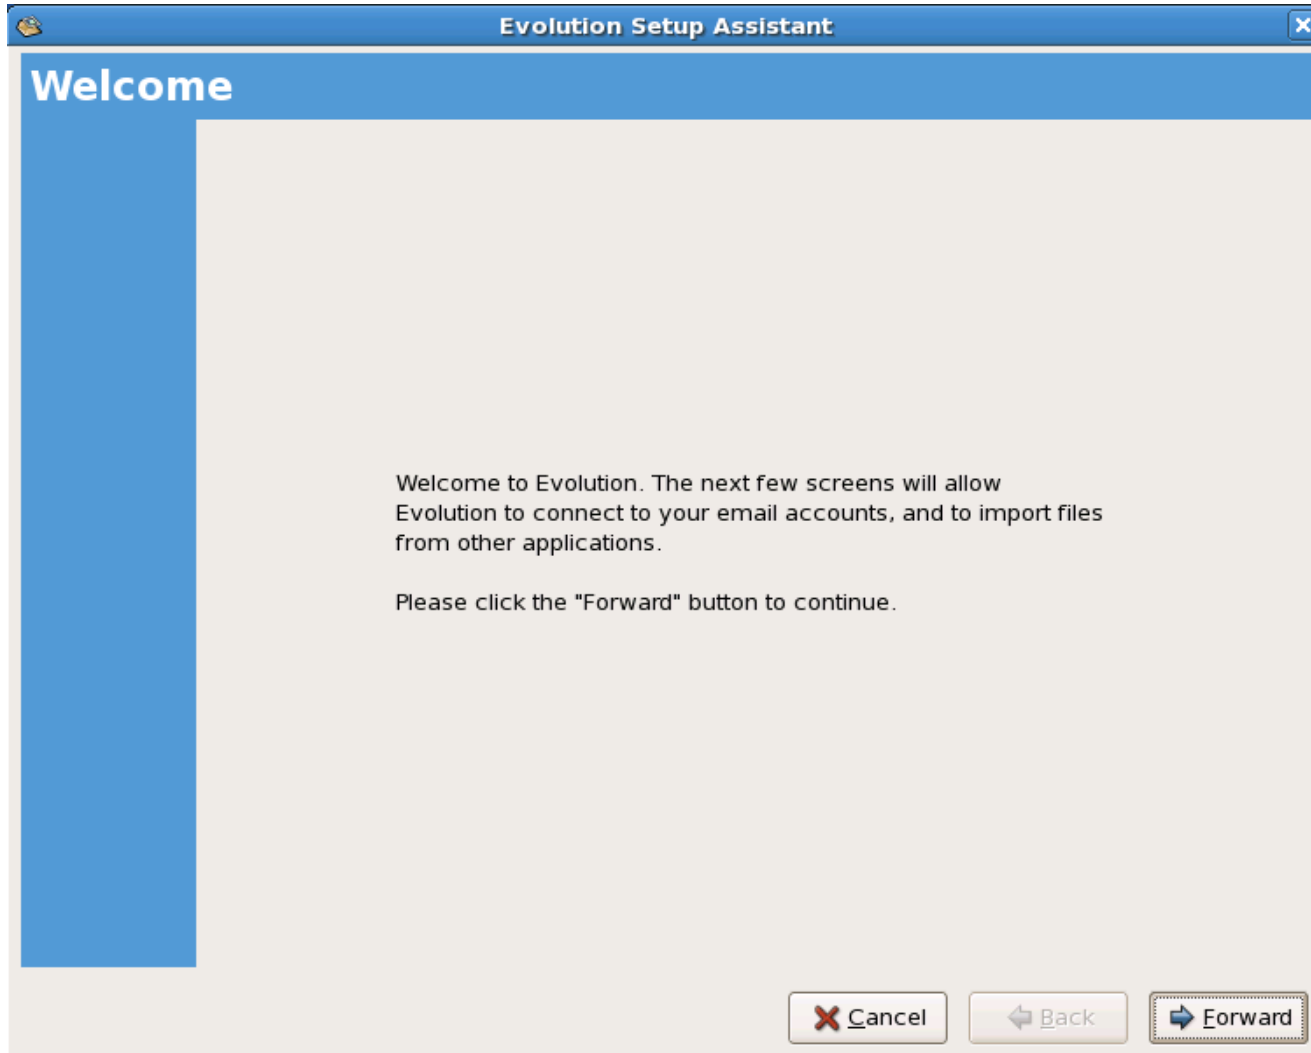 Evolution Setup Assistant
Welcome
Welcome to Evolution. The next few screens will allow
Evolution to connect to your email accounts, and to import files
from other applications.
Please click the "Forward" button to continue.
Cancel
Back
Forward